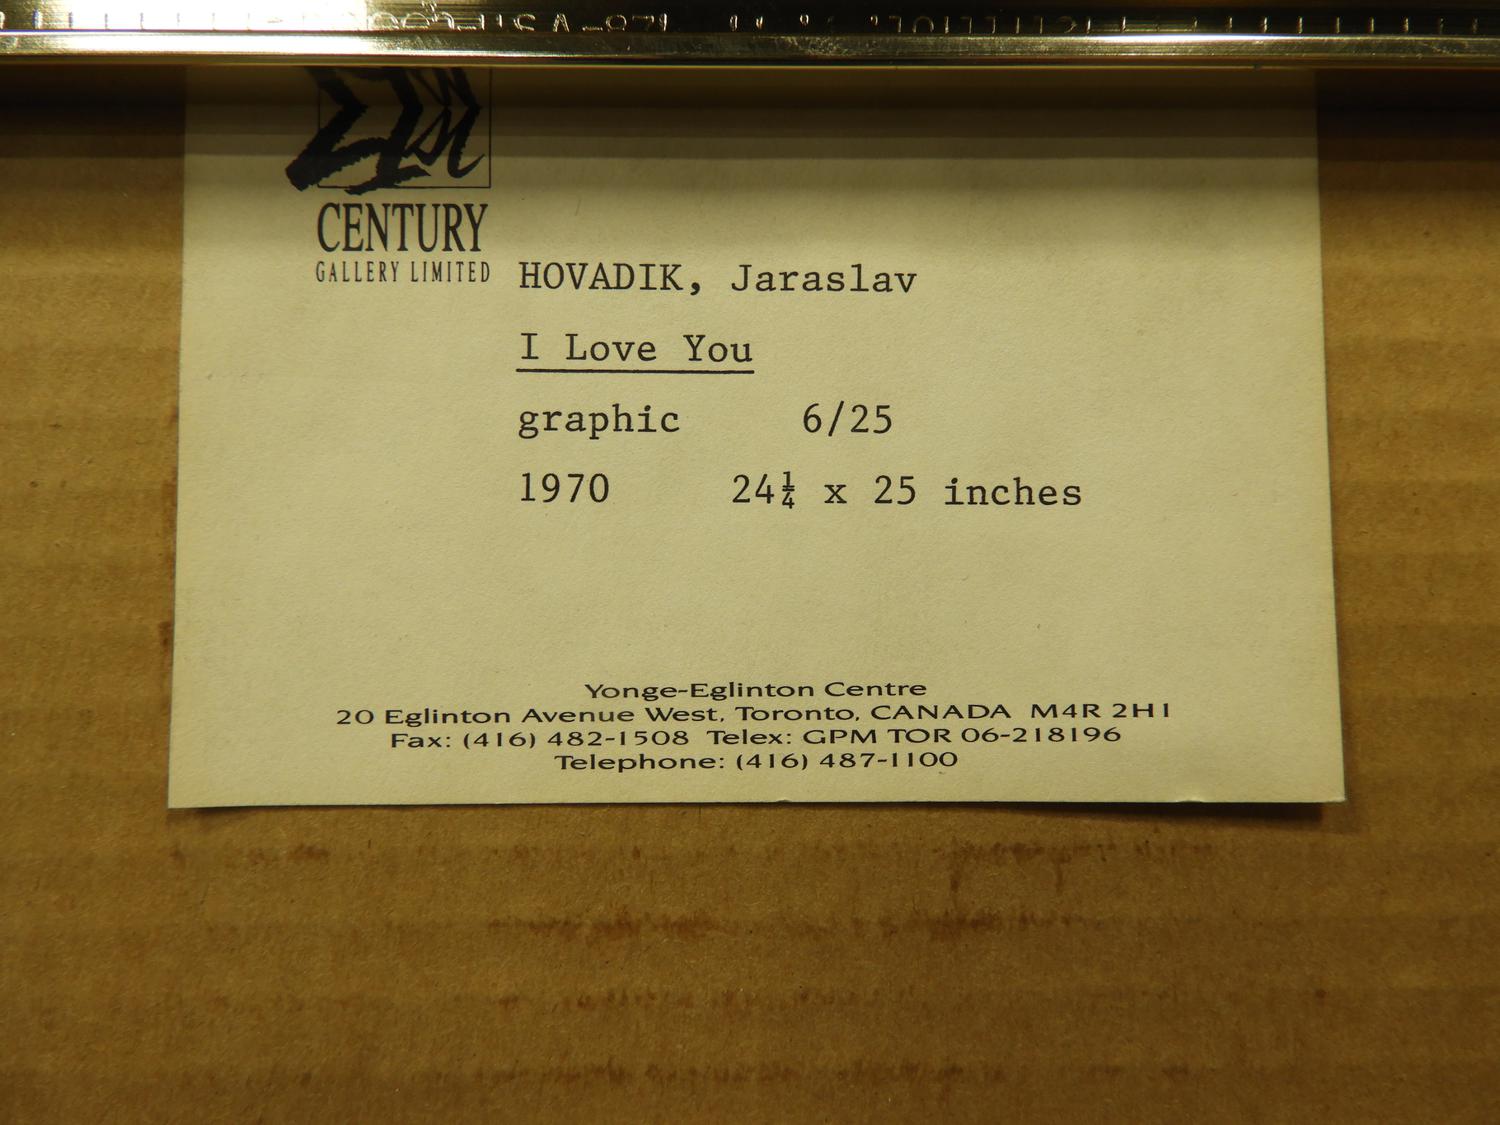 CENTURY
GALLERY LIMITED
HOVADIK, Jaraslav
I Love You
graphic 6/25
1970 24¼ x 25 inches
Yonge-Eglinton Centre
20 Eglinton Avenue West, Toronto, CANADA M4R 2H1
Fax: (416) 482-1508 Telex: GPM TOR 06-218196
Telephone: (416) 487-1100